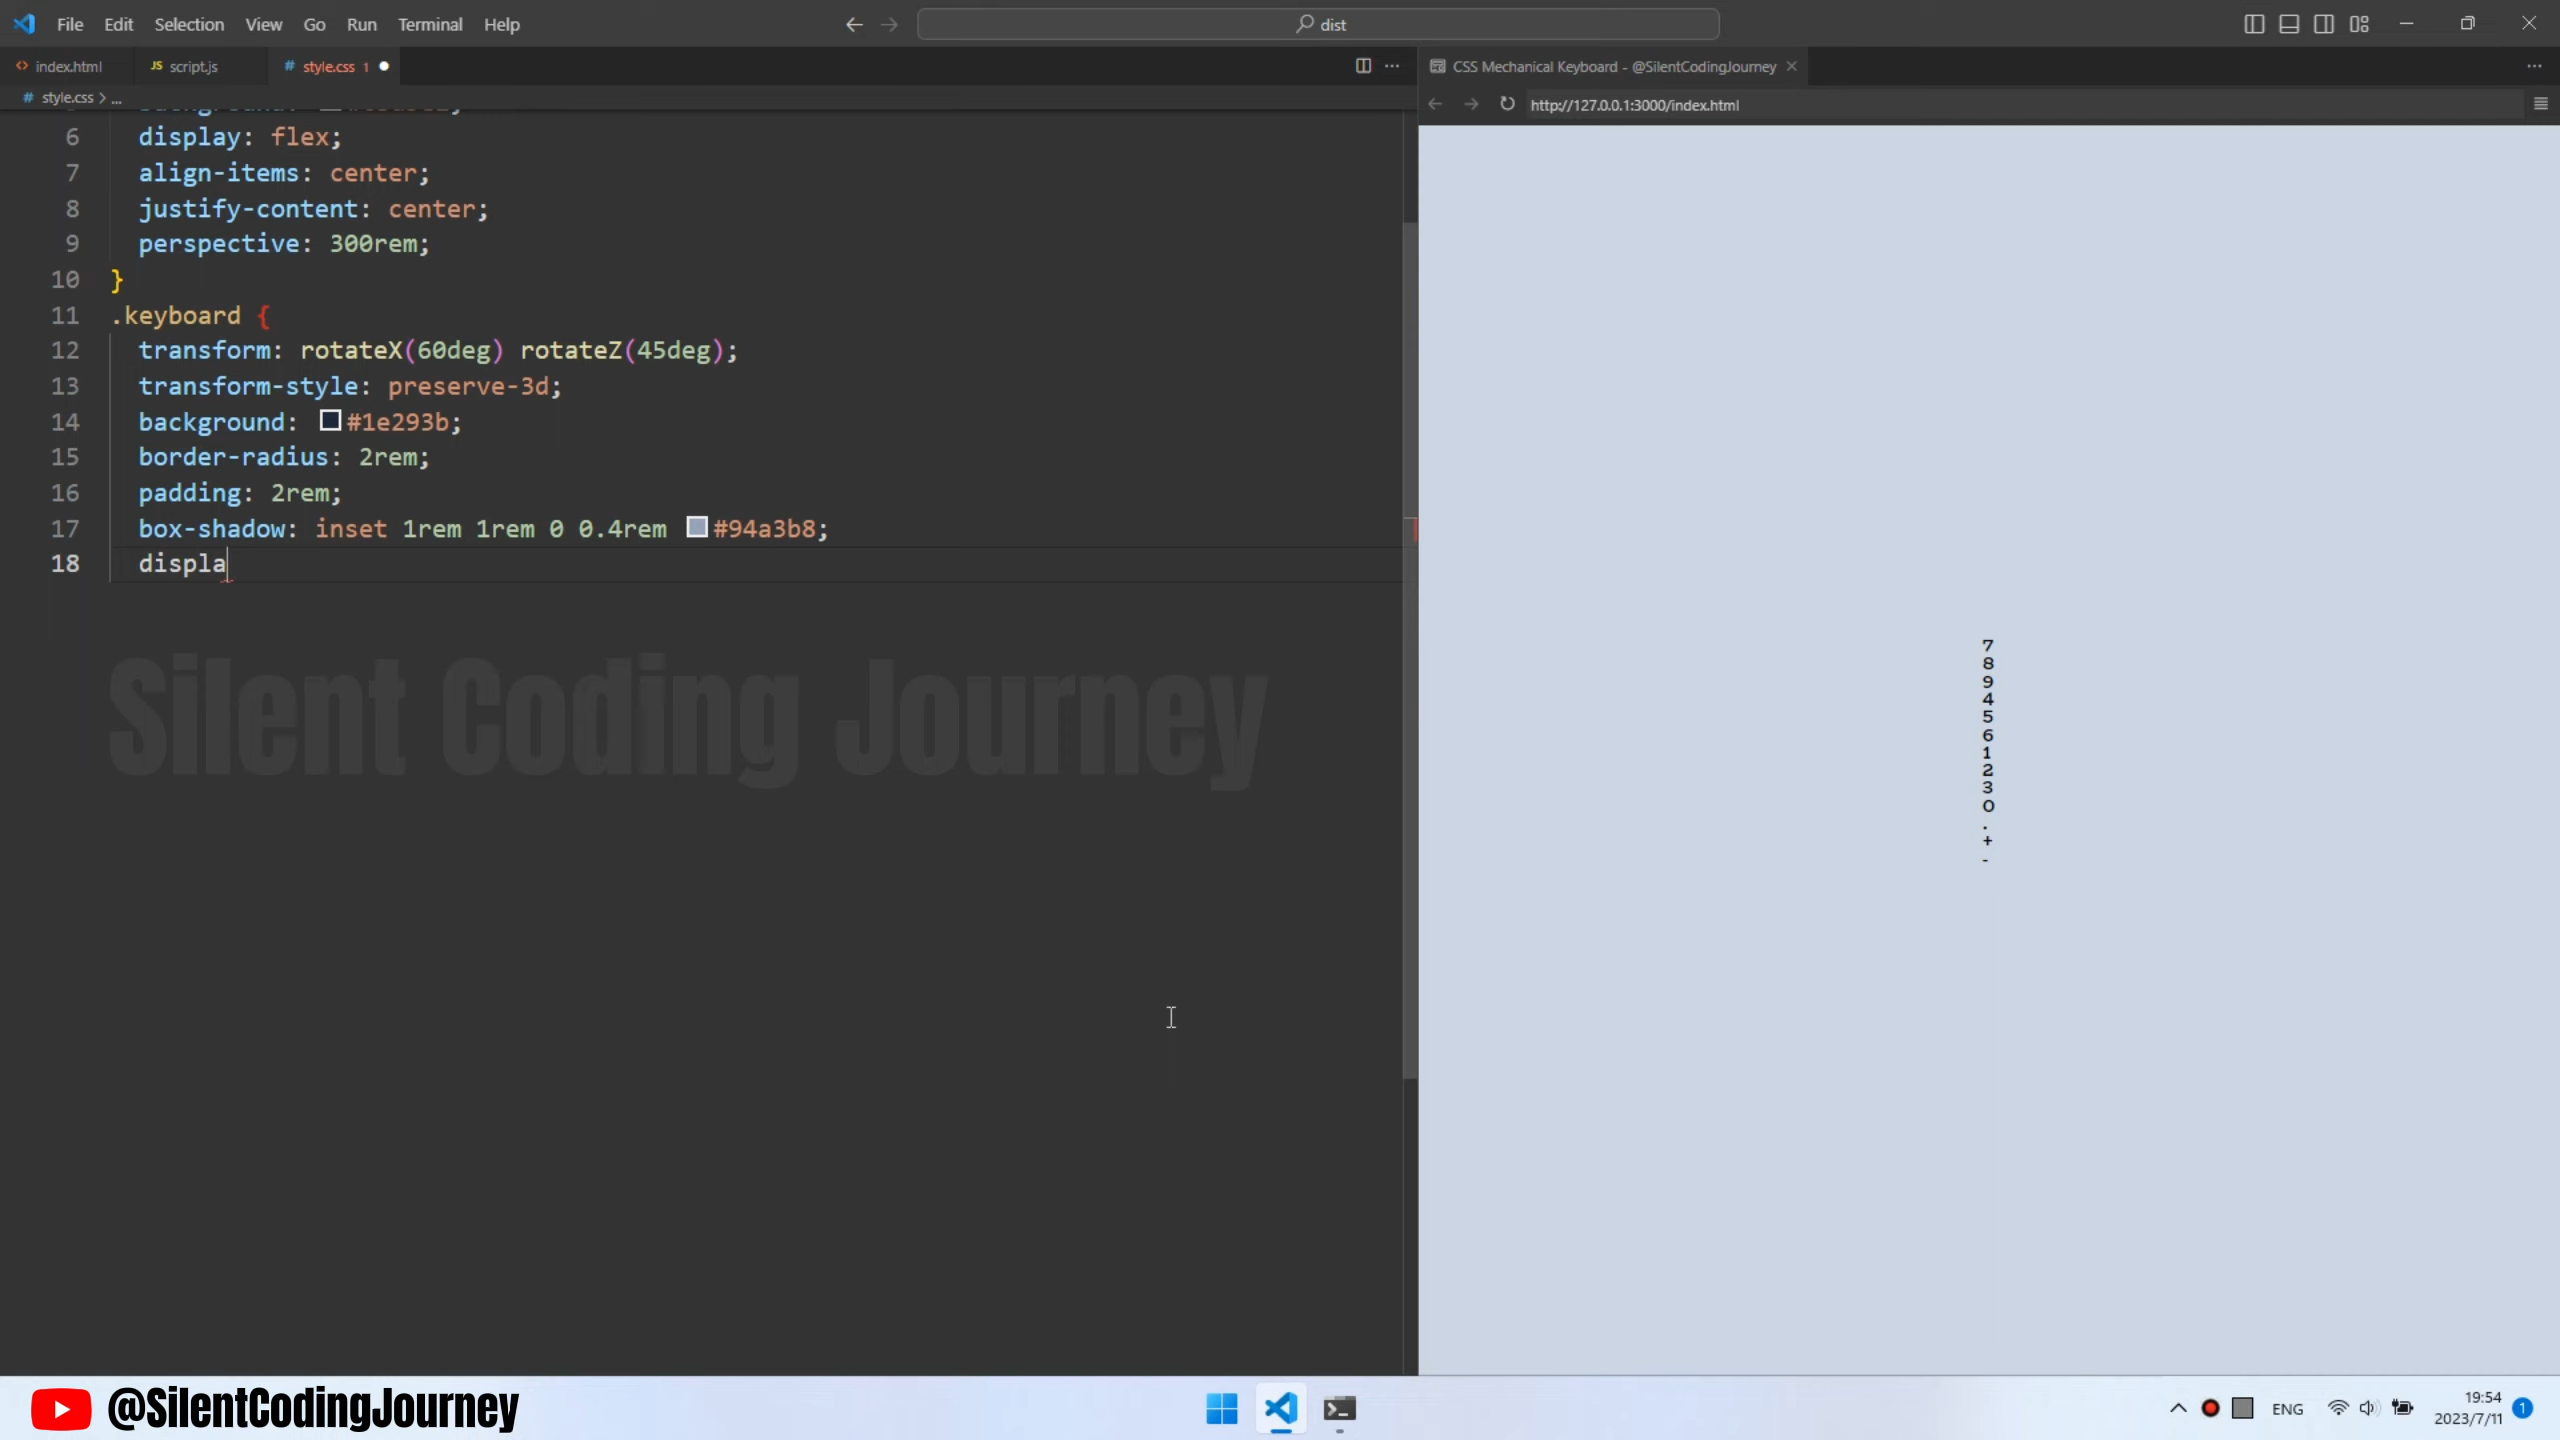 File Edit Selection View Go Run Terminal Help
dist
index.html
JS script.js
# style.css 1
CSS Mechanical Keyboard - @SilentCodingJourney
# style.css > ...
http://127.0.0.1:3000/index.html
6 display: flex;
7 align-items: center;
8 justify-content: center;
9 perspective: 300rem;
10 }
11 .keyboard {
12 transform: rotateX(60deg) rotateZ(45deg);
13 transform-style: preserve-3d;
14 background: #1e293b;
15 border-radius: 2rem;
16 padding: 2rem;
17 box-shadow: inset 1rem 1rem 0 0.4rem #94a3b8;
18 displa
Silent Coding Journey
7
8
9
4
5
6
1
2
3
0
.
+
-
@SilentCodingJourney
ENG
19:54
2023/7/11
1